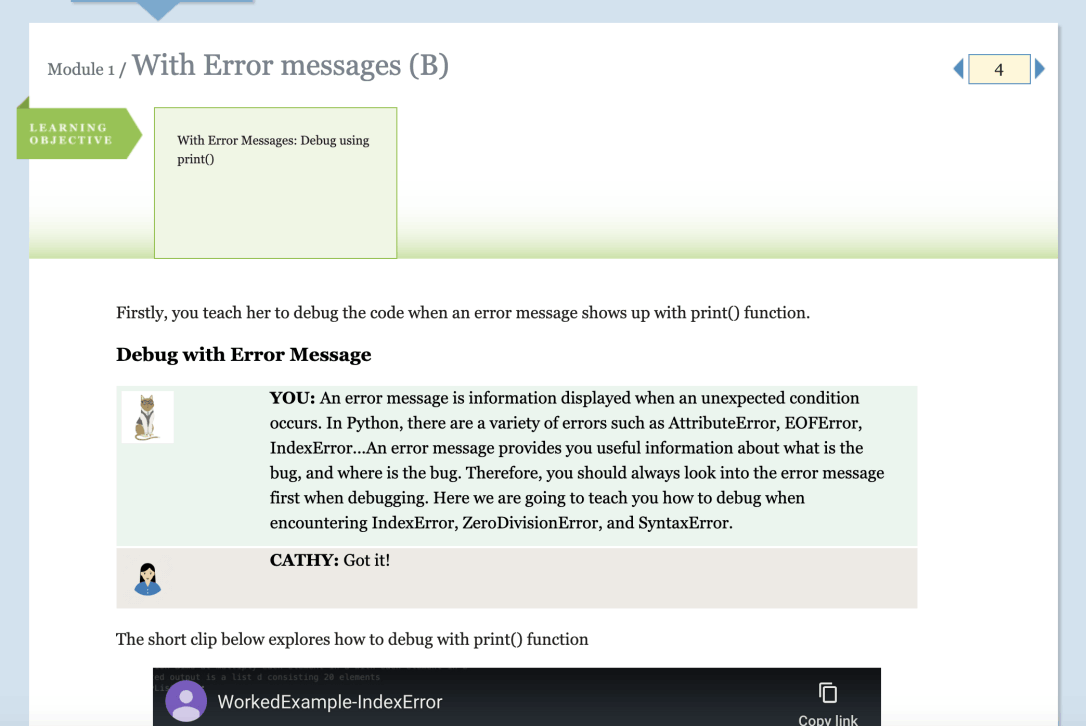 Module 1 / With Error messages (B)
4
LEARNING
OBJECTIVE
With Error Messages: Debug using
print()
Firstly, you teach her to debug the code when an error message shows up with print() function.
Debug with Error Message
YOU: An error message is information displayed when an unexpected condition
occurs. In Python, there are a variety of errors such as AttributeError, EOFError,
IndexError...An error message provides you useful information about what is the
bug, and where is the bug. Therefore, you should always look into the error message
first when debugging. Here we are going to teach you how to debug when
encountering IndexError, ZeroDivisionError, and SyntaxError.
CATHY: Got it!
The short clip below explores how to debug with print() function
ed output is a list d consisting 20 elements
WorkedExample-IndexError
Copy link